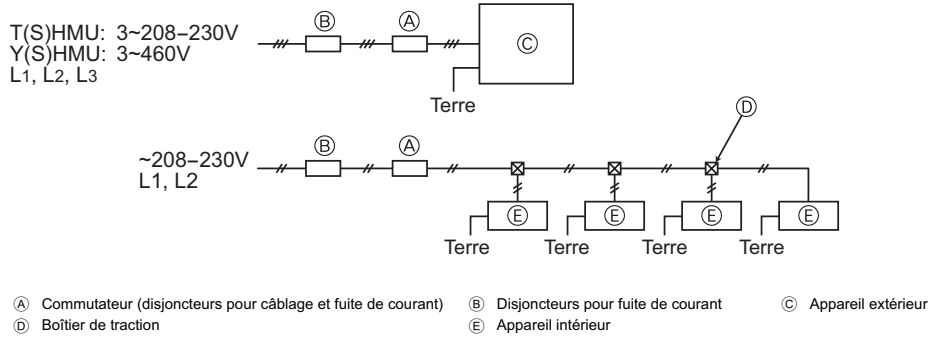 T(S)HMU: 3~208–230V
Y(S)HMU: 3~460V
L1, L2, L3
Ⓑ Ⓐ Ⓒ
Terre
Ⓓ
~208–230V
L1, L2
Ⓑ Ⓐ
Ⓔ Ⓔ Ⓔ Ⓔ
Terre Terre Terre Terre
Ⓐ Commutateur (disjoncteurs pour câblage et fuite de courant) Ⓑ Disjoncteurs pour fuite de courant Ⓒ Appareil extérieur
Ⓓ Boîtier de traction Ⓔ Appareil intérieur